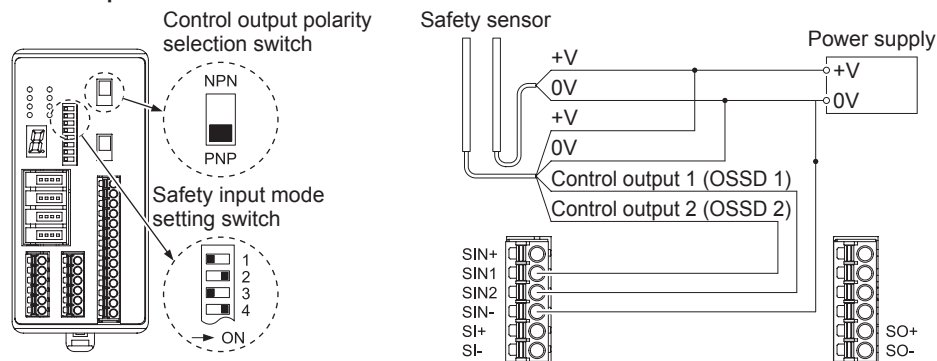 Control output polarity
selection switch
NPN
PNP
Safety input mode
setting switch
1
2
3
4
ON
Safety sensor
Power supply
+V
0V
+V
0V
+V
0V
Control output 1 (OSSD 1)
Control output 2 (OSSD 2)
SIN+
SIN1
SIN2
SIN-
SI+
SI-
SO+
SO-